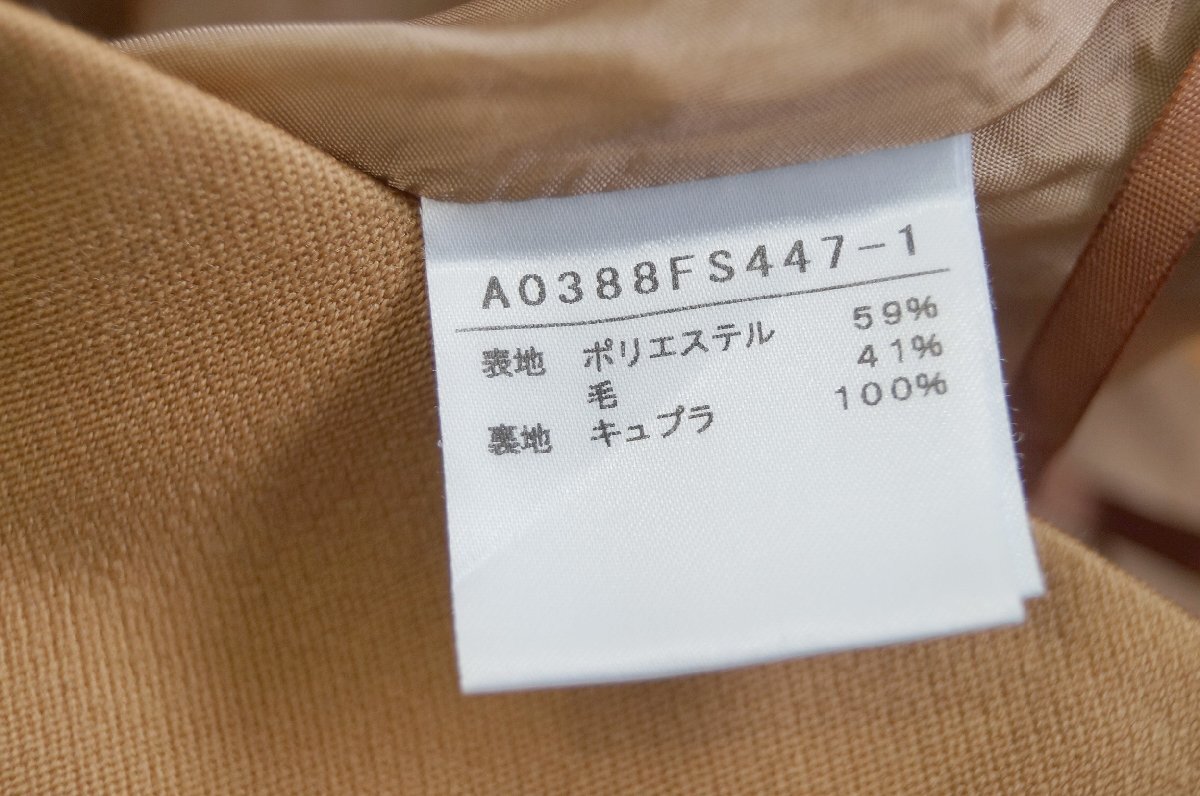 A0388FS447-1
表地 ポリエステル 59%
毛 41%
裏地 キュプラ 100%